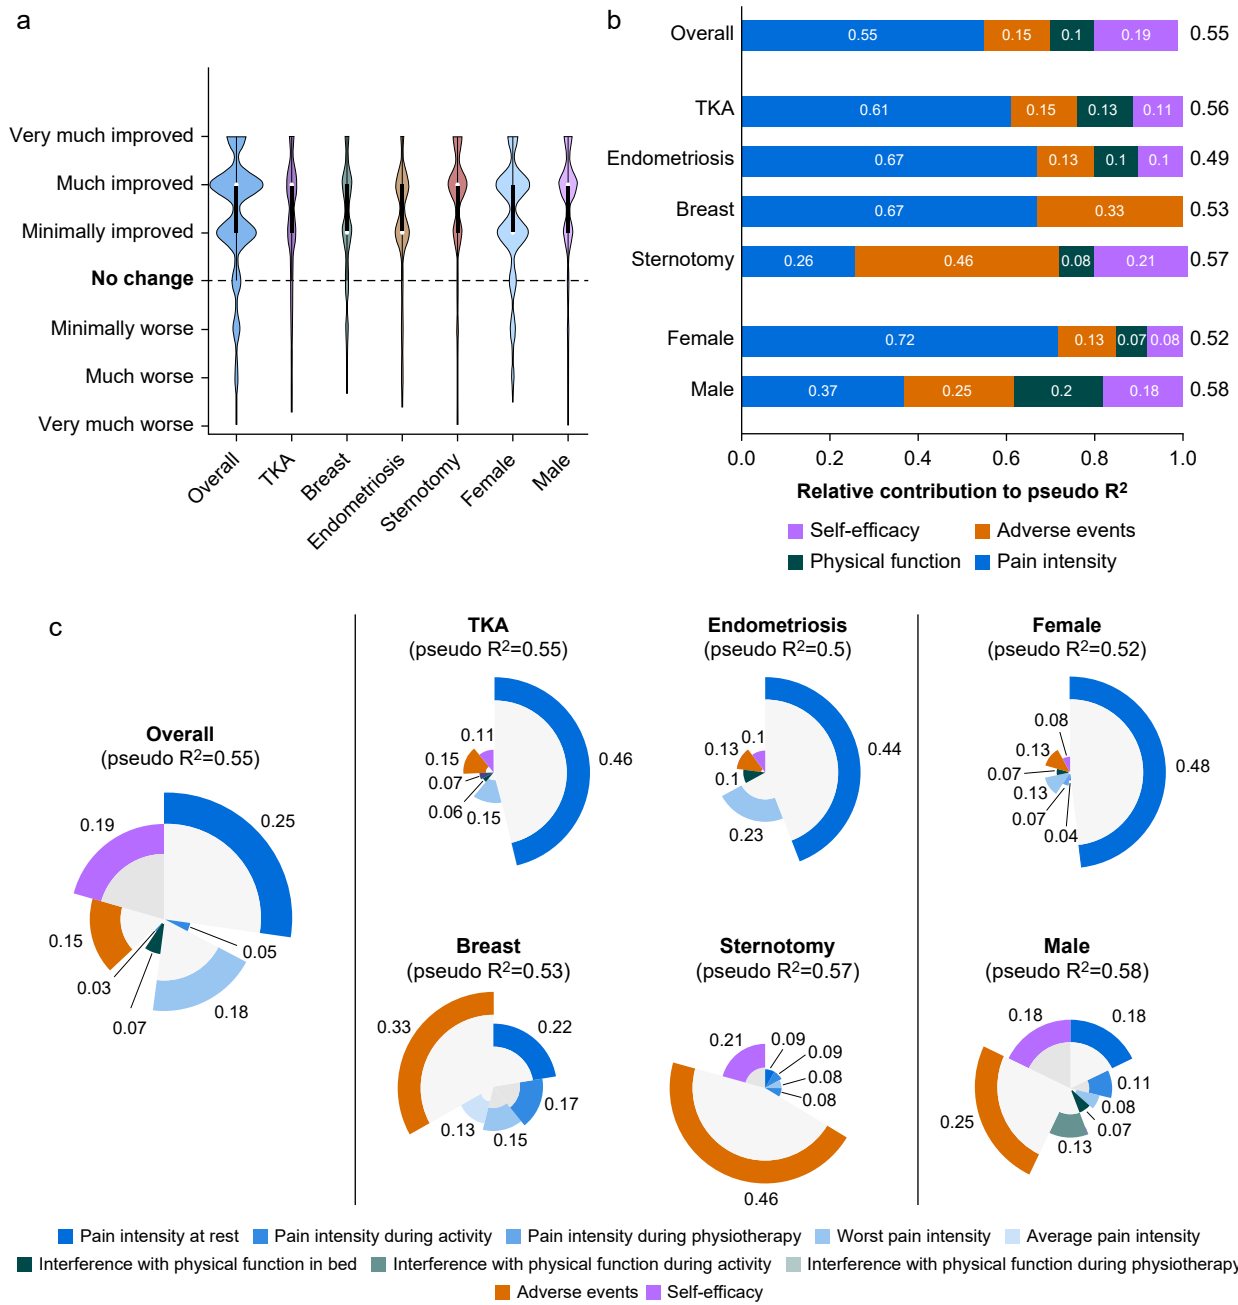 a
Very much improved
Much improved
Minimally improved
No change
Minimally worse
Much worse
Very much worse
Overall
TKA
Breast
Endometriosis
Sternotomy
Female
Male
b
Overall 0.55 0.15 0.1 0.19 0.55
TKA 0.61 0.15 0.13 0.11 0.56
Endometriosis 0.67 0.13 0.1 0.1 0.49
Breast 0.67 0.33 0.53
Sternotomy 0.26 0.46 0.08 0.21 0.57
Female 0.72 0.13 0.07 0.08 0.52
Male 0.37 0.25 0.2 0.18 0.58
0.0 0.2 0.4 0.6 0.8 1.0
Relative contribution to pseudo R²
Self-efficacy Adverse events
Physical function Pain intensity
c
Overall
(pseudo R²=0.55)
0.25
0.19
0.15
0.05
0.03
0.18
0.07
TKA
(pseudo R²=0.55)
0.11
0.15
0.46
0.07
0.06
0.15
Endometriosis
(pseudo R²=0.5)
0.1
0.13
0.44
0.1
0.23
Female
(pseudo R²=0.52)
0.08
0.13
0.48
0.07
0.13
0.07
0.04
Breast
(pseudo R²=0.53)
0.33
0.22
0.17
0.13
0.15
Sternotomy
(pseudo R²=0.57)
0.21
0.09
0.09
0.08
0.08
0.46
Male
(pseudo R²=0.58)
0.18
0.18
0.11
0.08
0.25
0.07
0.13
Pain intensity at rest Pain intensity during activity Pain intensity during physiotherapy Worst pain intensity Average pain intensity
Interference with physical function in bed Interference with physical function during activity Interference with physical function during physiotherapy
Adverse events Self-efficacy